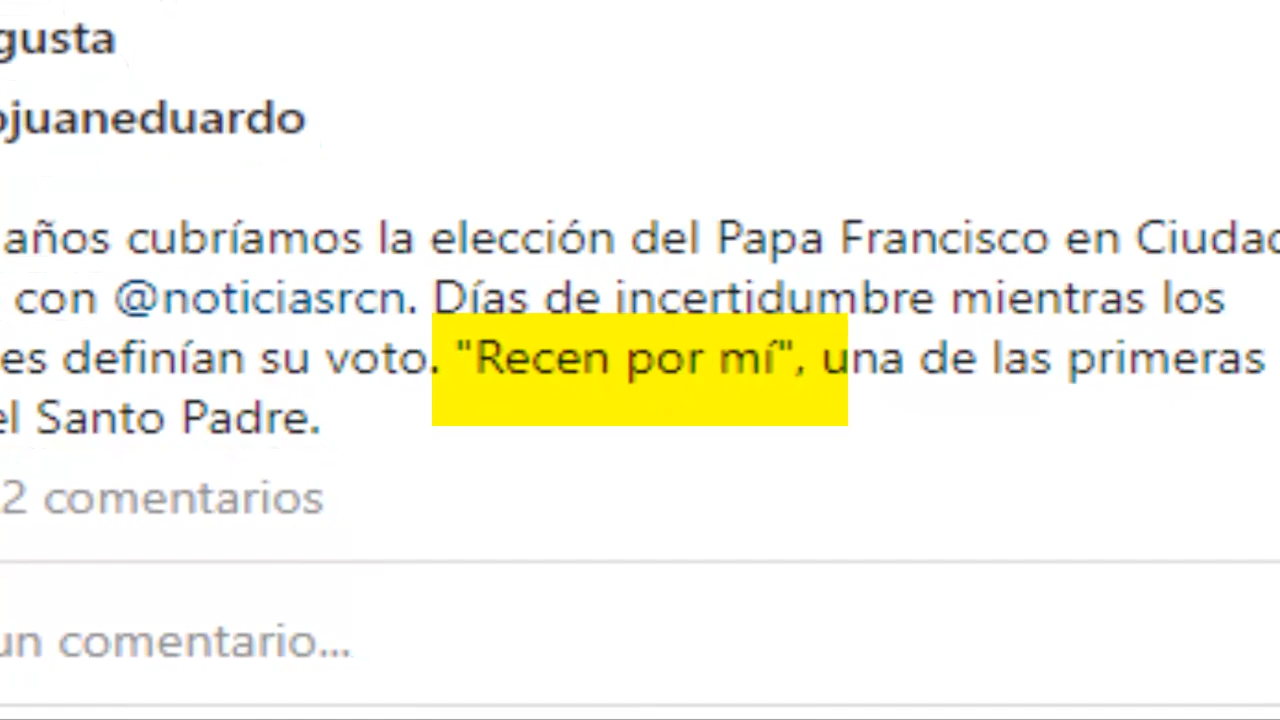 gusta
ojuaneduardo
años cubríamos la elección del Papa Francisco en Ciudad
con @noticiasrcn. Días de incertidumbre mientras los
es definían su voto. "Recen por mí", una de las primeras
el Santo Padre.
2 comentarios
un comentario...